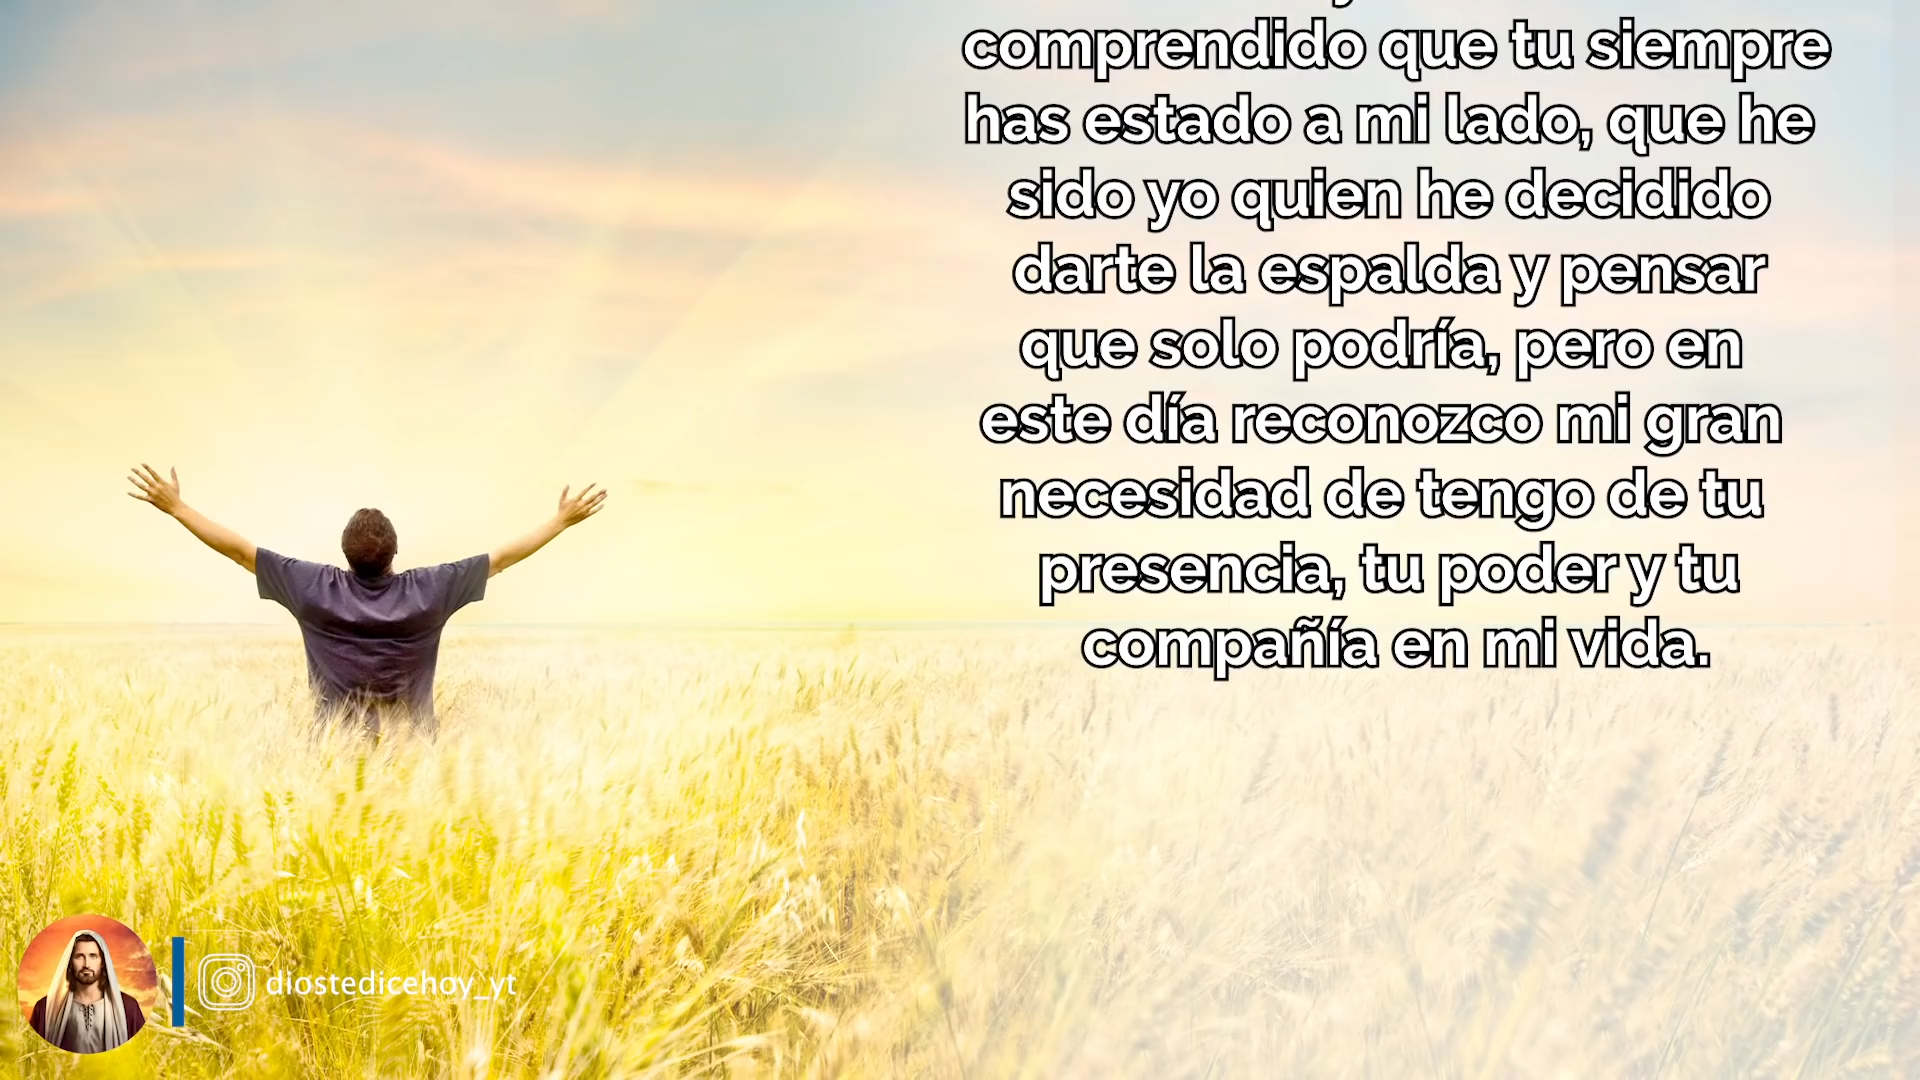 comprendido que tu siempre
has estado a mi lado, que he
sido yo quien he decidido
darte la espalda y pensar
que solo podría, pero en
este día reconozco mi gran
necesidad de tengo de tu
presencia, tu poder y tu
compañía en mi vida.
diostedicehoy_yt